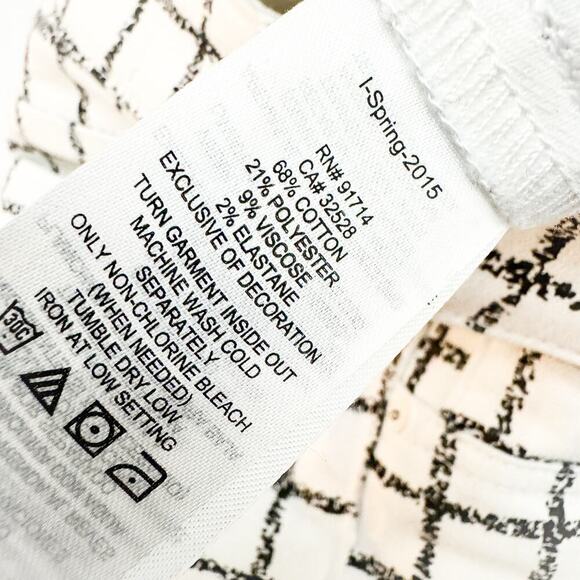 I-Spring-2015
RN# 91714
CA# 32528
68% COTTON
21% POLYESTER
9% VISCOSE
2% ELASTANE
EXCLUSIVE OF DECORATION
TURN GARMENT INSIDE OUT
MACHINE WASH COLD
SEPARATELY
ONLY NON-CHLORINE BLEACH
(WHEN NEEDED)
TUMBLE DRY LOW
IRON AT LOW SETTING
30C